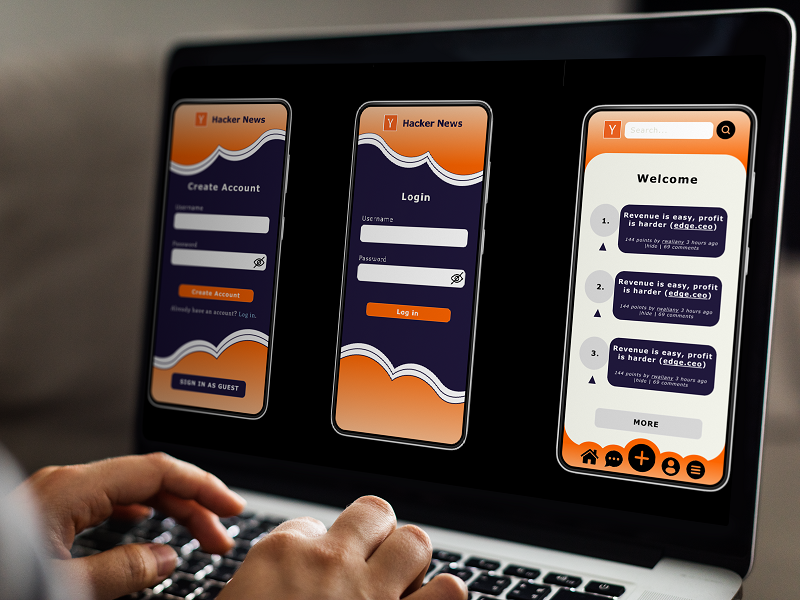 Y Hacker News
Create Account
Username
Password
Create Account
Already have an account? Log in.
SIGN IN AS GUEST
Y Hacker News
Login
Username
Password
Log in
Y Search...
Welcome
1.
Revenue is easy, profit
is harder (edge.ceo)
144 points by rwallany 3 hours ago
|hide | 69 comments
2.
Revenue is easy, profit
is harder (edge.ceo)
144 points by rwallany 3 hours ago
|hide | 69 comments
3.
Revenue is easy, profit
is harder (edge.ceo)
144 points by rwallany 3 hours ago
|hide | 69 comments
MORE